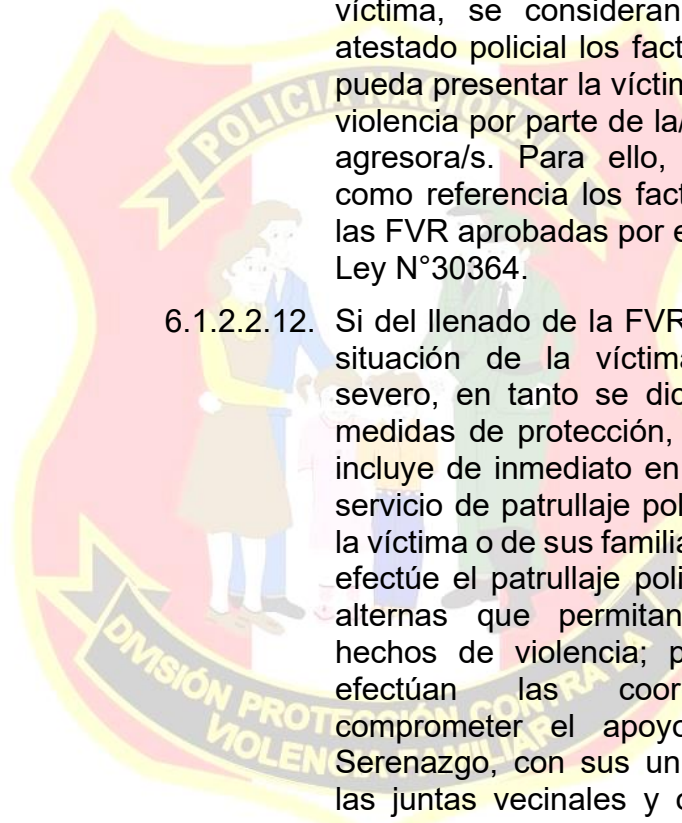 víctima, se consideran
atestado policial los fact
pueda presentar la víctin
violencia por parte de la/
agresora/s. Para ello,
como referencia los fact
las FVR aprobadas por e
Ley N°30364.
6.1.2.2.12. Si del llenado de la FVR
situación de la víctima
severo, en tanto se dic
medidas de protección,
incluye de inmediato en
servicio de patrullaje pol
la víctima o de sus familia
efectúe el patrullaje poli
alternas que permitan
hechos de violencia; p
efectúan las coor
comprometer el apoyo
Serenazgo, con sus un
las juntas vecinales y
POLICIA NACIONAL
DIVISIÓN PROTECCIÓN CONTRA LA
VIOLENCIA FAMILIAR